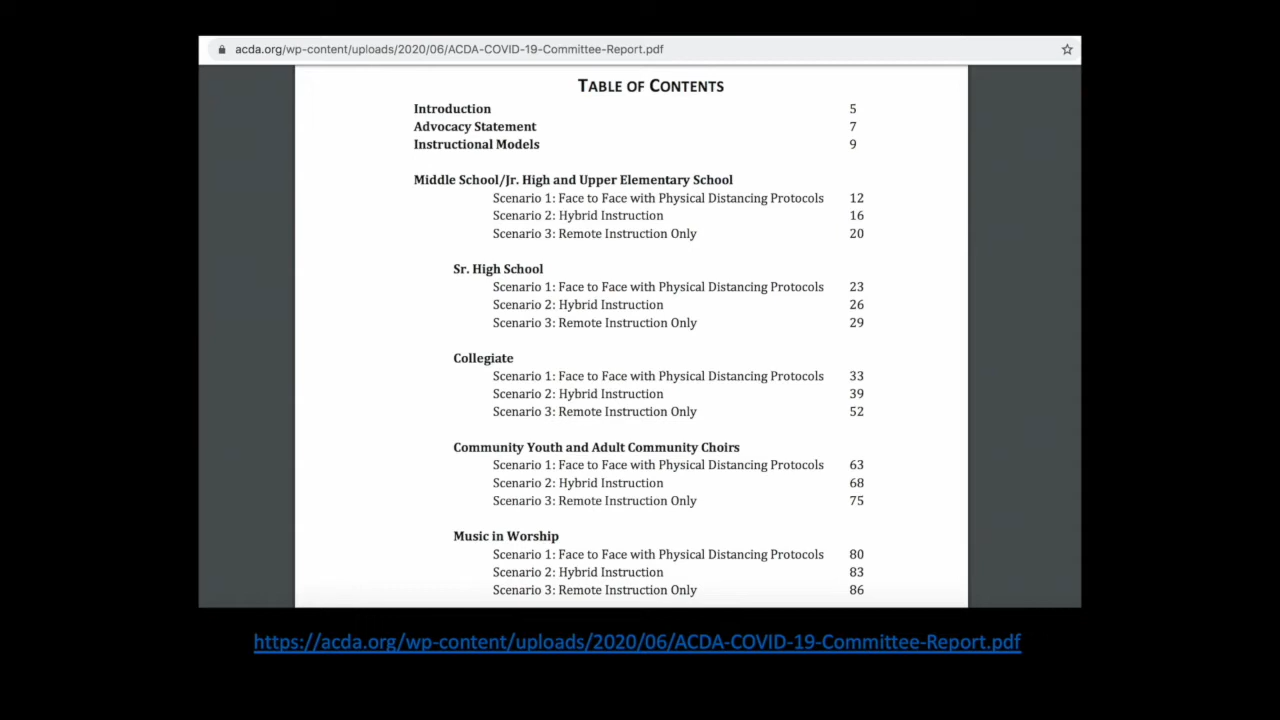 acda.org/wp-content/uploads/2020/06/ACDA-COVID-19-Committee-Report.pdf
TABLE OF CONTENTS
Introduction 5
Advocacy Statement 7
Instructional Models 9
Middle School/Jr. High and Upper Elementary School
Scenario 1: Face to Face with Physical Distancing Protocols 12
Scenario 2: Hybrid Instruction 16
Scenario 3: Remote Instruction Only 20
Sr. High School
Scenario 1: Face to Face with Physical Distancing Protocols 23
Scenario 2: Hybrid Instruction 26
Scenario 3: Remote Instruction Only 29
Collegiate
Scenario 1: Face to Face with Physical Distancing Protocols 33
Scenario 2: Hybrid Instruction 39
Scenario 3: Remote Instruction Only 52
Community Youth and Adult Community Choirs
Scenario 1: Face to Face with Physical Distancing Protocols 63
Scenario 2: Hybrid Instruction 68
Scenario 3: Remote Instruction Only 75
Music in Worship
Scenario 1: Face to Face with Physical Distancing Protocols 80
Scenario 2: Hybrid Instruction 83
Scenario 3: Remote Instruction Only 86
https://acda.org/wp-content/uploads/2020/06/ACDA-COVID-19-Committee-Report.pdf